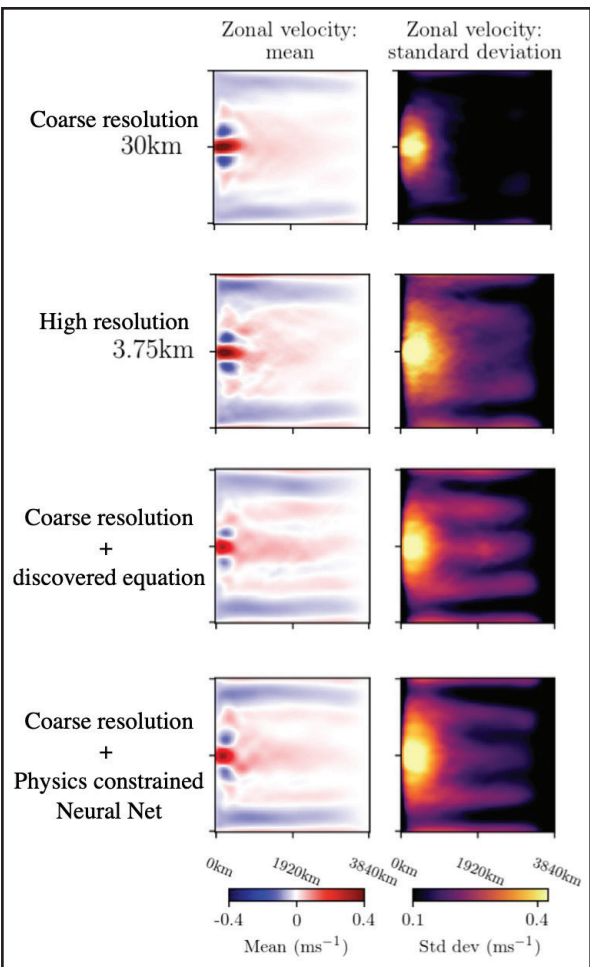 Zonal velocity:
mean
Zonal velocity:
standard deviation
Coarse resolution
30km
High resolution
3.75km
Coarse resolution
+
discovered equation
Coarse resolution
+
Physics constrained
Neural Net
0km
1920km
3840km
0km
1920km
3840km
-0.4
0
0.4
0.1
0.4
Mean (ms⁻¹)
Std dev (ms⁻¹)